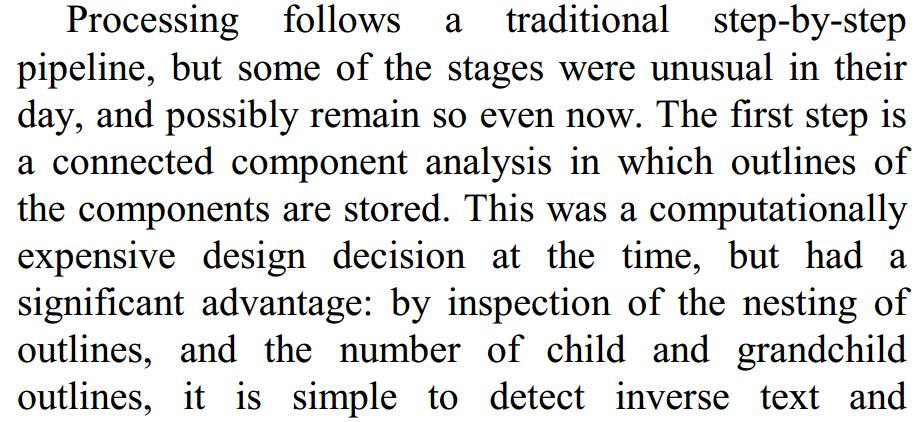 Processing follows a traditional step-by-step
pipeline, but some of the stages were unusual in their
day, and possibly remain so even now. The first step is
a connected component analysis in which outlines of
the components are stored. This was a computationally
expensive design decision at the time, but had a
significant advantage: by inspection of the nesting of
outlines, and the number of child and grandchild
outlines, it is simple to detect inverse text and